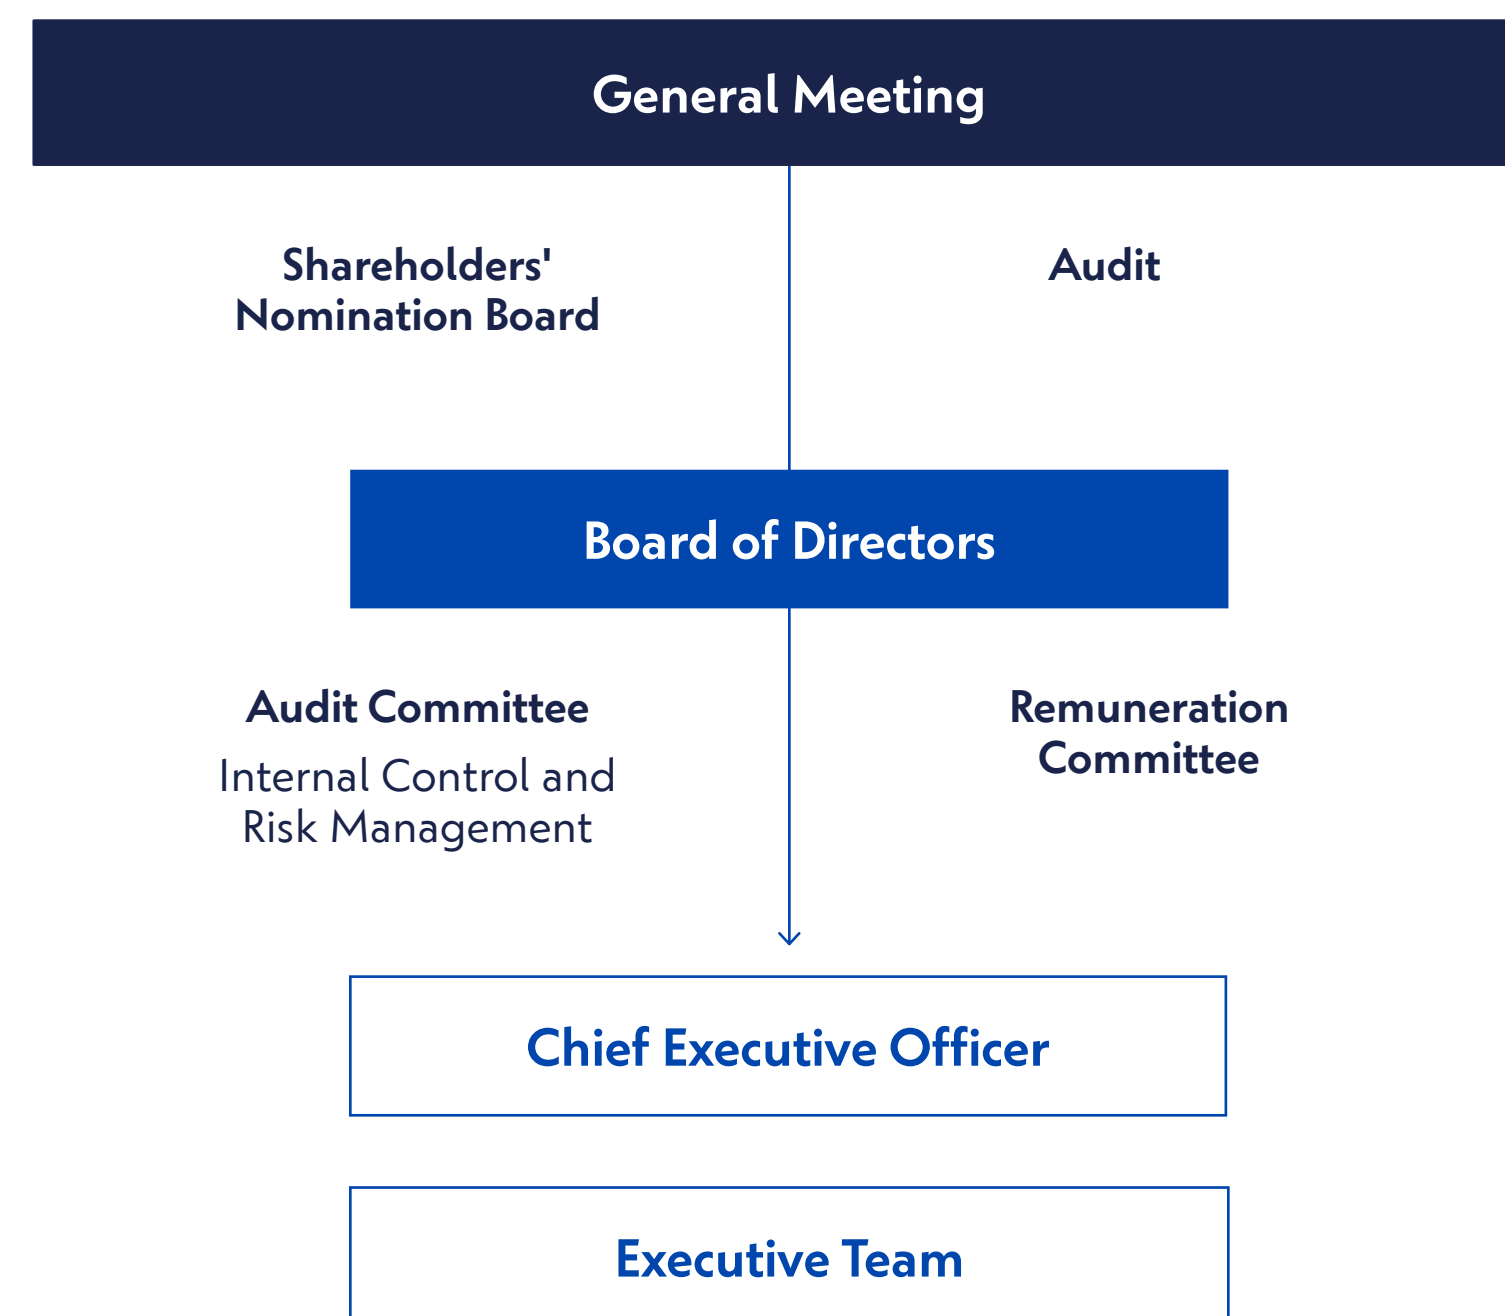 General Meeting
Shareholders'
Nomination Board
Audit
Board of Directors
Audit Committee
Internal Control and
Risk Management
Remuneration
Committee
Chief Executive Officer
Executive Team